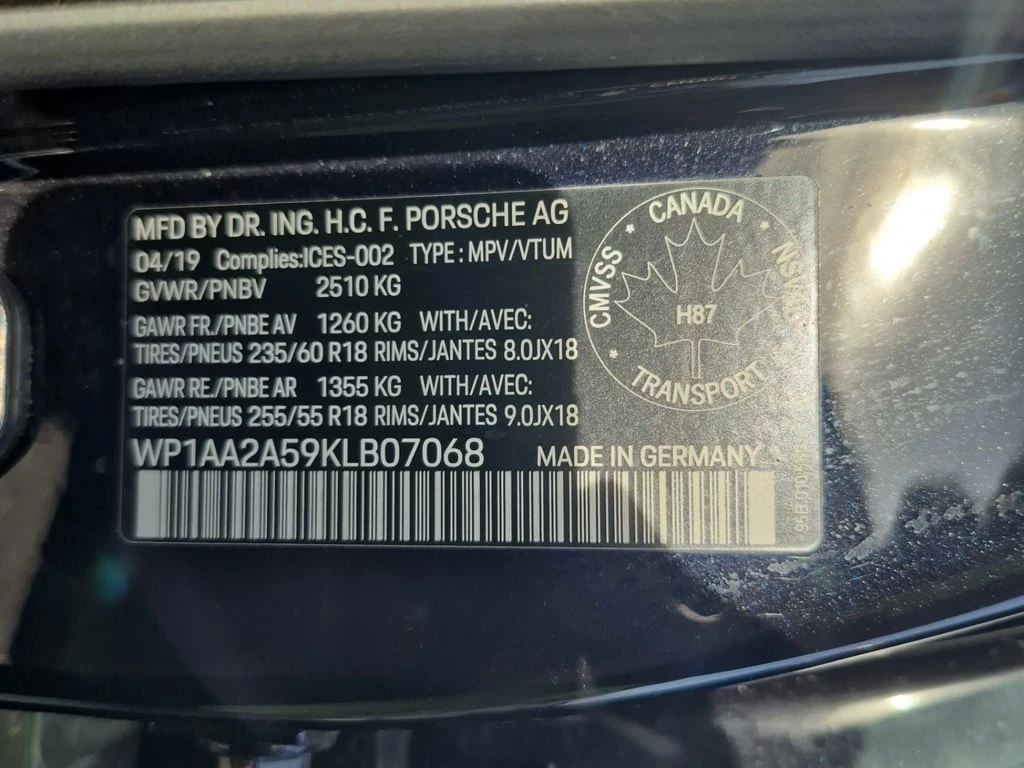 MFD BY DR. ING. H.C. F. PORSCHE AG
04/19 Complies:ICES-002 TYPE : MPV/VTUM
GVWR/PNBV 2510 KG
GAWR FR./PNBE AV 1260 KG WITH/AVEC:
TIRES/PNEUS 235/60 R18 RIMS/JANTES 8.0JX18
GAWR RE./PNBE AR 1355 KG WITH/AVEC:
TIRES/PNEUS 255/55 R18 RIMS/JANTES 9.0JX18
WP1AA2A59KLB07068 MADE IN GERMANY
CANADA
CMVSS
NSVAC
H87
TRANSPORT